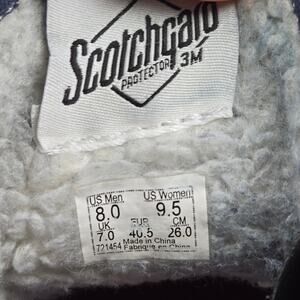 Scotchgard
PROTECTOR 3M
US Men US Women
8.0 9.5
UK EUR CM
7.0 40.5 26.0
Made in China
721454 Fabriqué en Chine